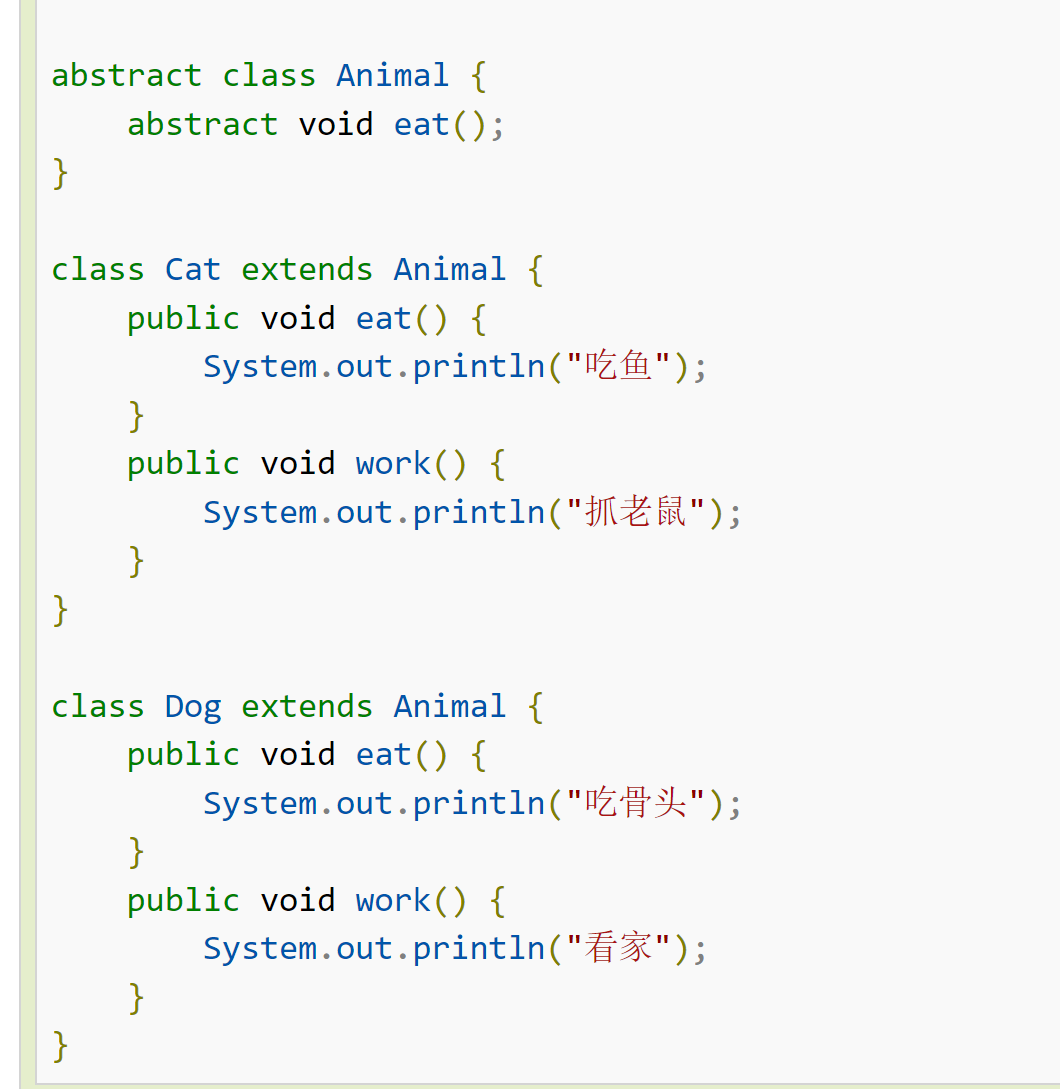 abstract class Animal {
    abstract void eat();
}
class Cat extends Animal {
    public void eat() {
        System.out.println("吃鱼");
    }
    public void work() {
        System.out.println("抓老鼠");
    }
}
class Dog extends Animal {
    public void eat() {
        System.out.println("吃骨头");
    }
    public void work() {
        System.out.println("看家");
    }
}